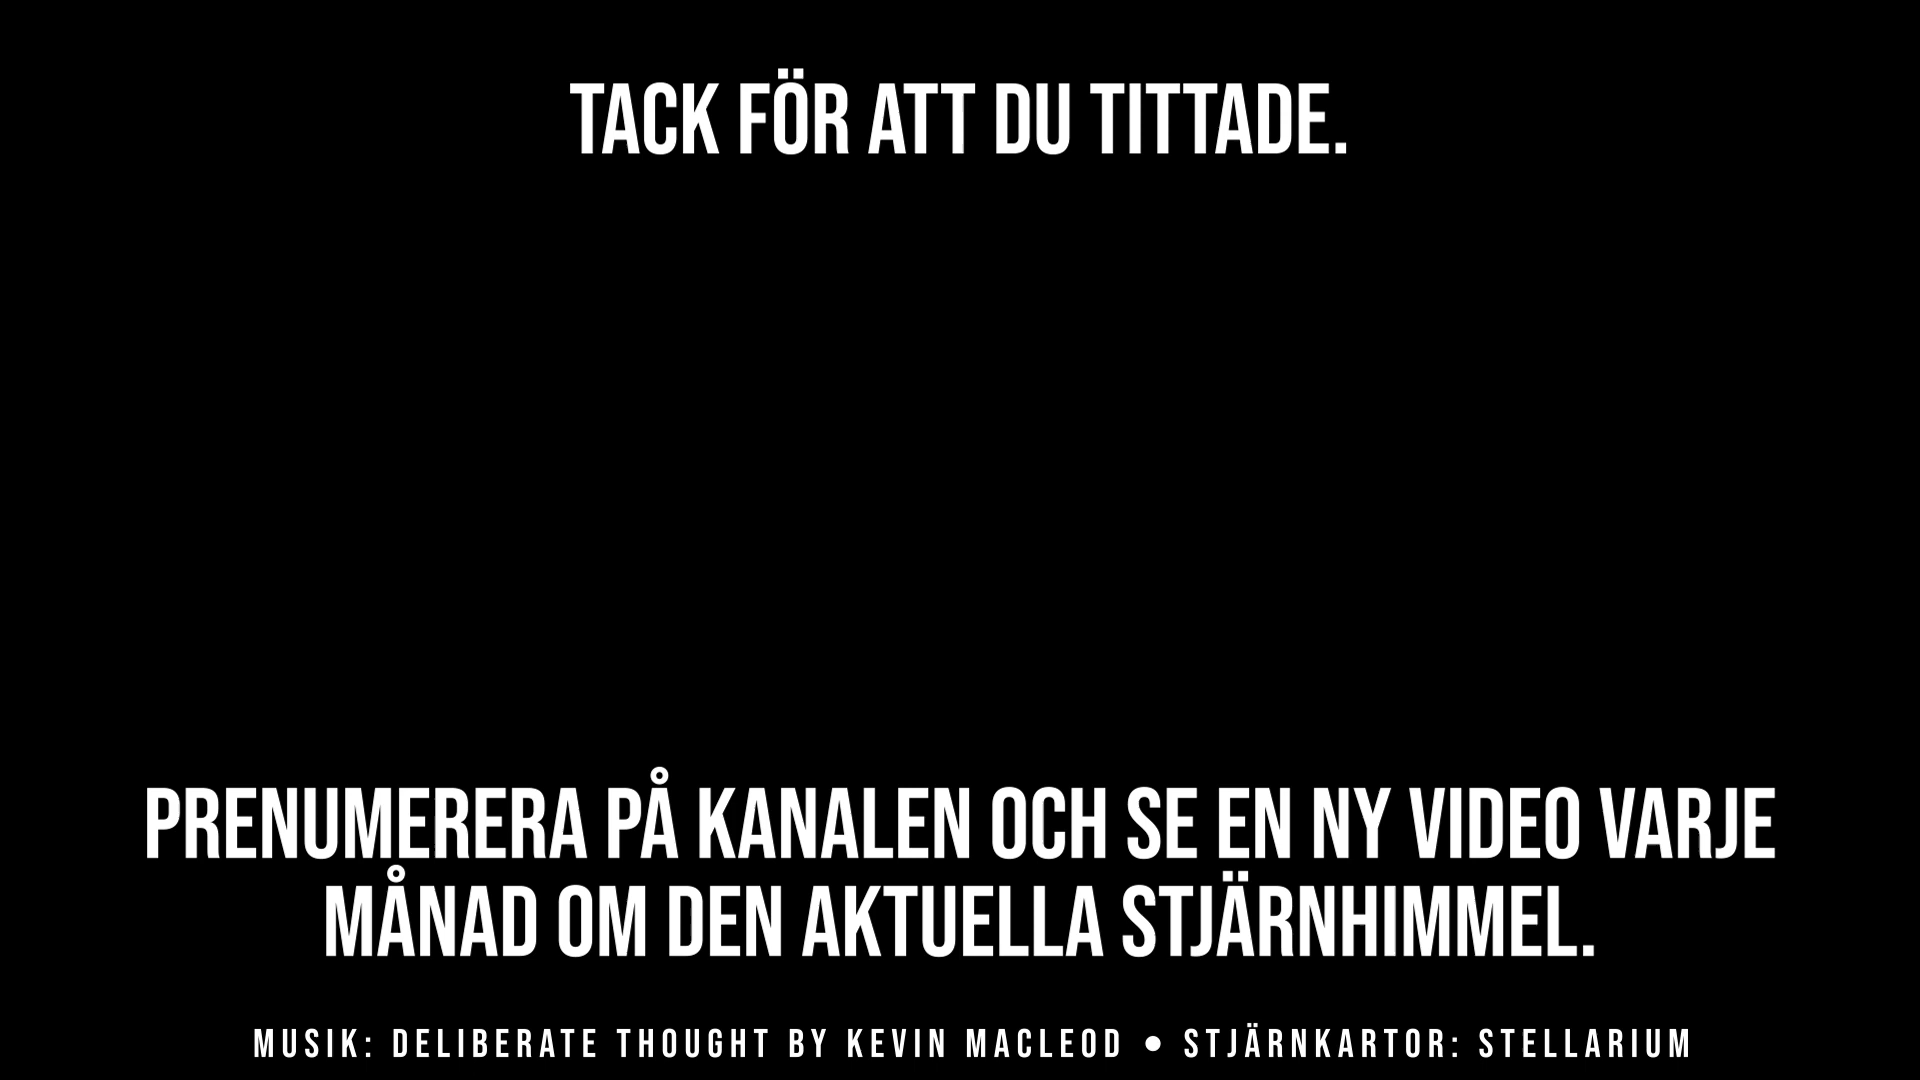 TACK FÖR ATT DU TITTADE.
PRENUMERERA PÅ KANALEN OCH SE EN NY VIDEO VARJE
MÅNAD OM DEN AKTUELLA STJÄRNHIMMEL.
MUSIK: DELIBERATE THOUGHT BY KEVIN MACLEOD • STJÄRNKARTOR: STELLARIUM